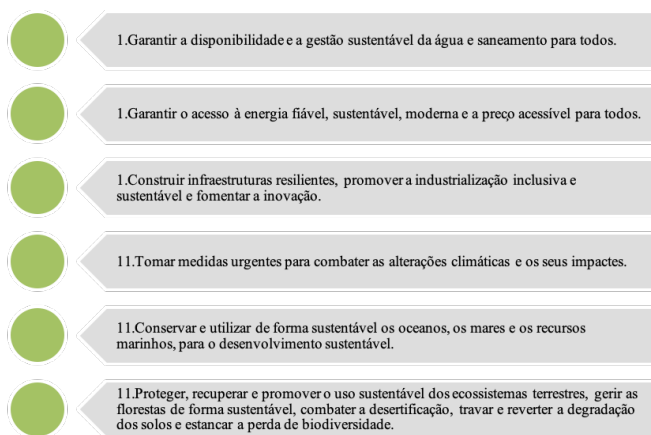 1.Garantir a disponibilidade e a gestão sustentável da água e saneamento para todos.
1.Garantir o acesso à energia fiável, sustentável, moderna e a preço acessível para todos.
1.Construir infraestruturas resilientes, promover a industrialização inclusiva e
sustentável e fomentar a inovação.
11.Tomar medidas urgentes para combater as alterações climáticas e os seus impactes.
11.Conservar e utilizar de forma sustentável os oceanos, os mares e os recursos
marinhos, para o desenvolvimento sustentável.
11.Proteger, recuperar e promover o uso sustentável dos ecossistemas terrestres, gerir as
florestas de forma sustentável, combater a desertificação, travar e reverter a degradação
dos solos e estancar a perda de biodiversidade.